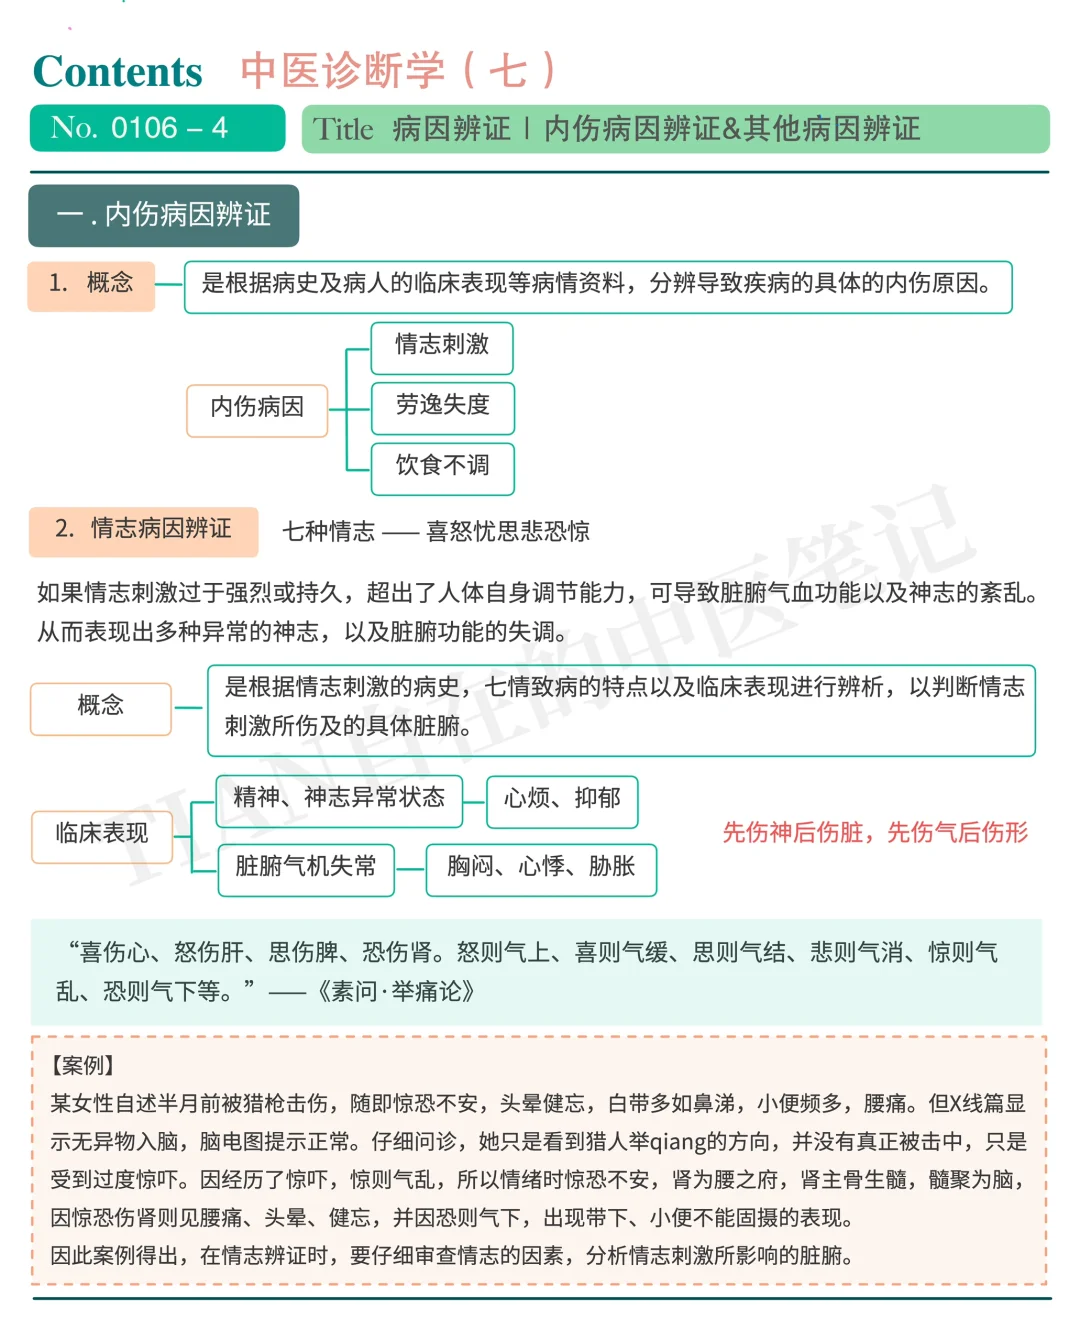 Contents 中医诊断学（七）
No. 0106 – 4
Title 病因辨证｜内伤病因辨证&其他病因辨证
一 . 内伤病因辨证
1. 概念
是根据病史及病人的临床表现等病情资料，分辨导致疾病的具体的内伤原因。
内伤病因
情志刺激
劳逸失度
饮食不调
2. 情志病因辨证
七种情志 —— 喜怒忧思悲恐惊
如果情志刺激过于强烈或持久，超出了人体自身调节能力，可导致脏腑气血功能以及神志的紊乱。
从而表现出多种异常的神志，以及脏腑功能的失调。
概念
是根据情志刺激的病史，七情致病的特点以及临床表现进行辨析，以判断情志
刺激所伤及的具体脏腑。
临床表现
精神、神志异常状态
心烦、抑郁
脏腑气机失常
胸闷、心悸、胁胀
先伤神后伤脏，先伤气后伤形
“喜伤心、怒伤肝、思伤脾、恐伤肾。怒则气上、喜则气缓、思则气结、悲则气消、惊则气
乱、恐则气下等。” ——《素问·举痛论》
【案例】
某女性自述半月前被猎枪击伤，随即惊恐不安，头晕健忘，白带多如鼻涕，小便频多，腰痛。但X线篇显
示无异物入脑，脑电图提示正常。仔细问诊，她只是看到猎人举qiang的方向，并没有真正被击中，只是
受到过度惊吓。因经历了惊吓，惊则气乱，所以情绪时惊恐不安，肾为腰之府，肾主骨生髓，髓聚为脑，
因惊恐伤肾则见腰痛、头晕、健忘，并因恐则气下，出现带下、小便不能固摄的表现。
因此案例得出，在情志辨证时，要仔细审查情志的因素，分析情志刺激所影响的脏腑。
TIAN自在的中医笔记